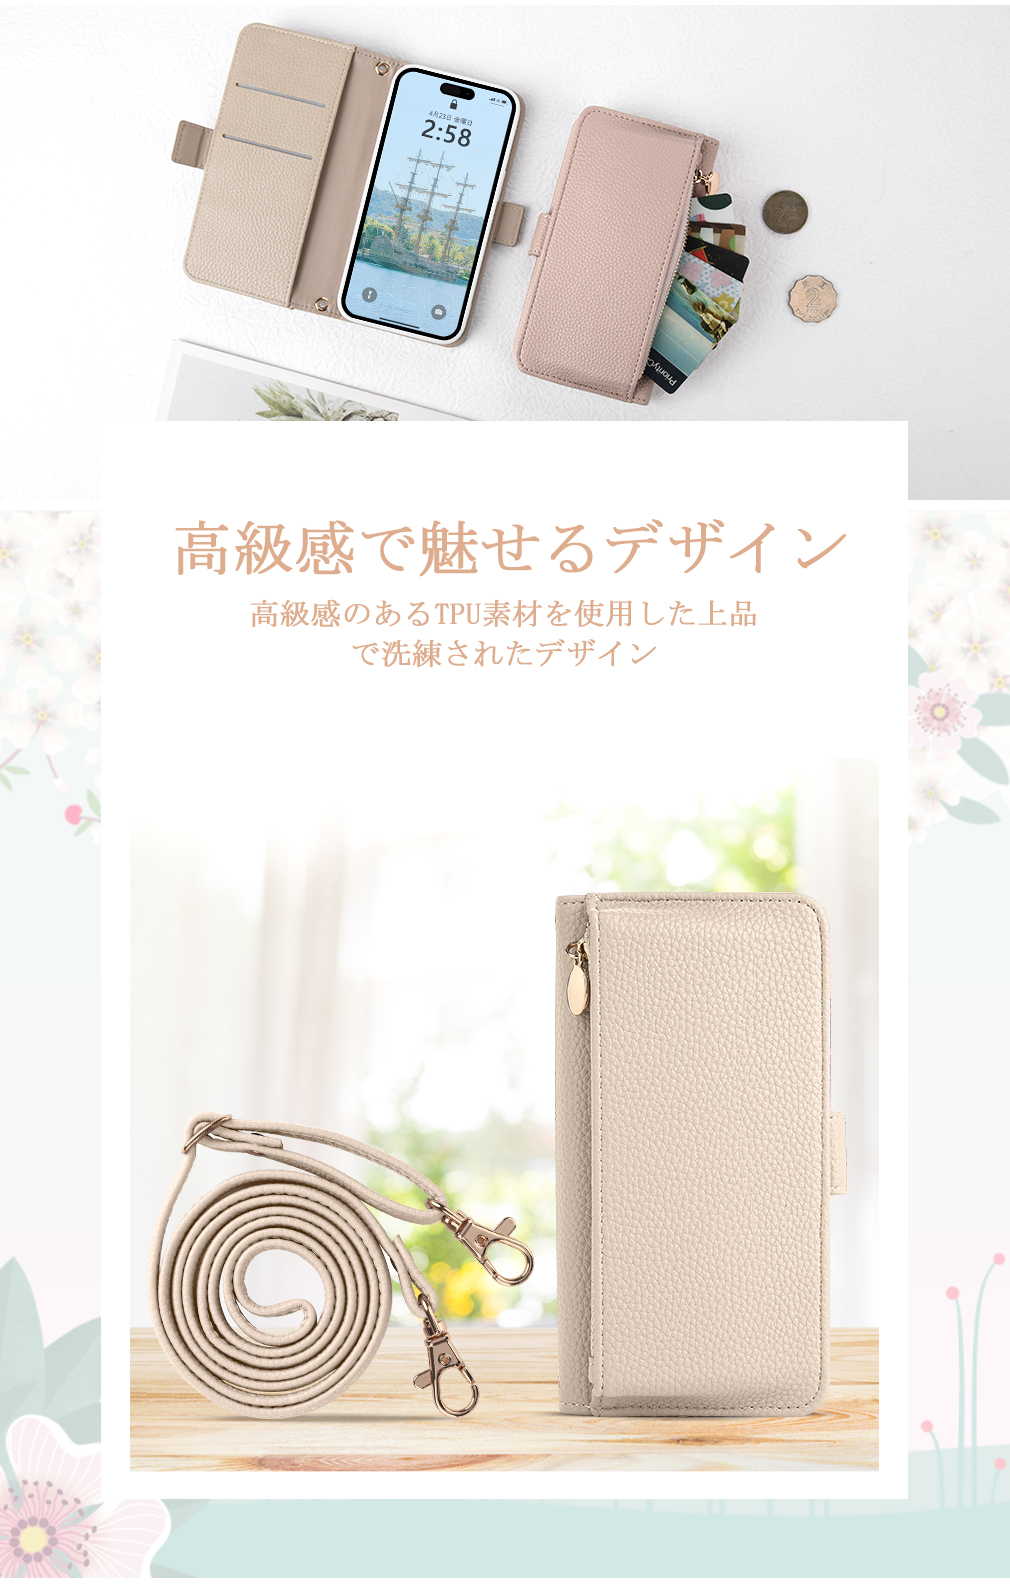 4月23日 金曜日
2:58
2
PriorityC
高級感で魅せるデザイン
高級感のあるTPU素材を使用した上品
で洗練されたデザイン